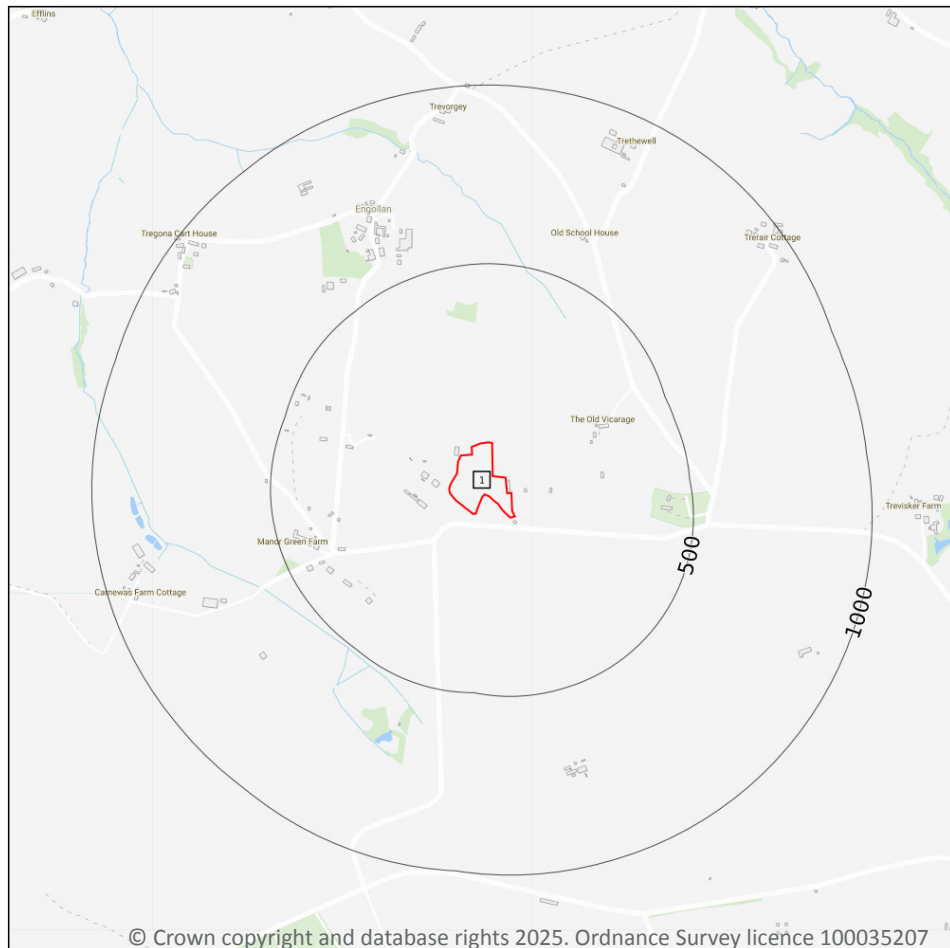 Efflins
Trevorgey
Trethewell
Engollan
Tregona Cart House
Old School House
Trerair Cottage
The Old Vicarage
1
Trevisker Farm
Manor Green Farm
500
Carnewas Farm Cottage
1000
© Crown copyright and database rights 2025. Ordnance Survey licence 100035207